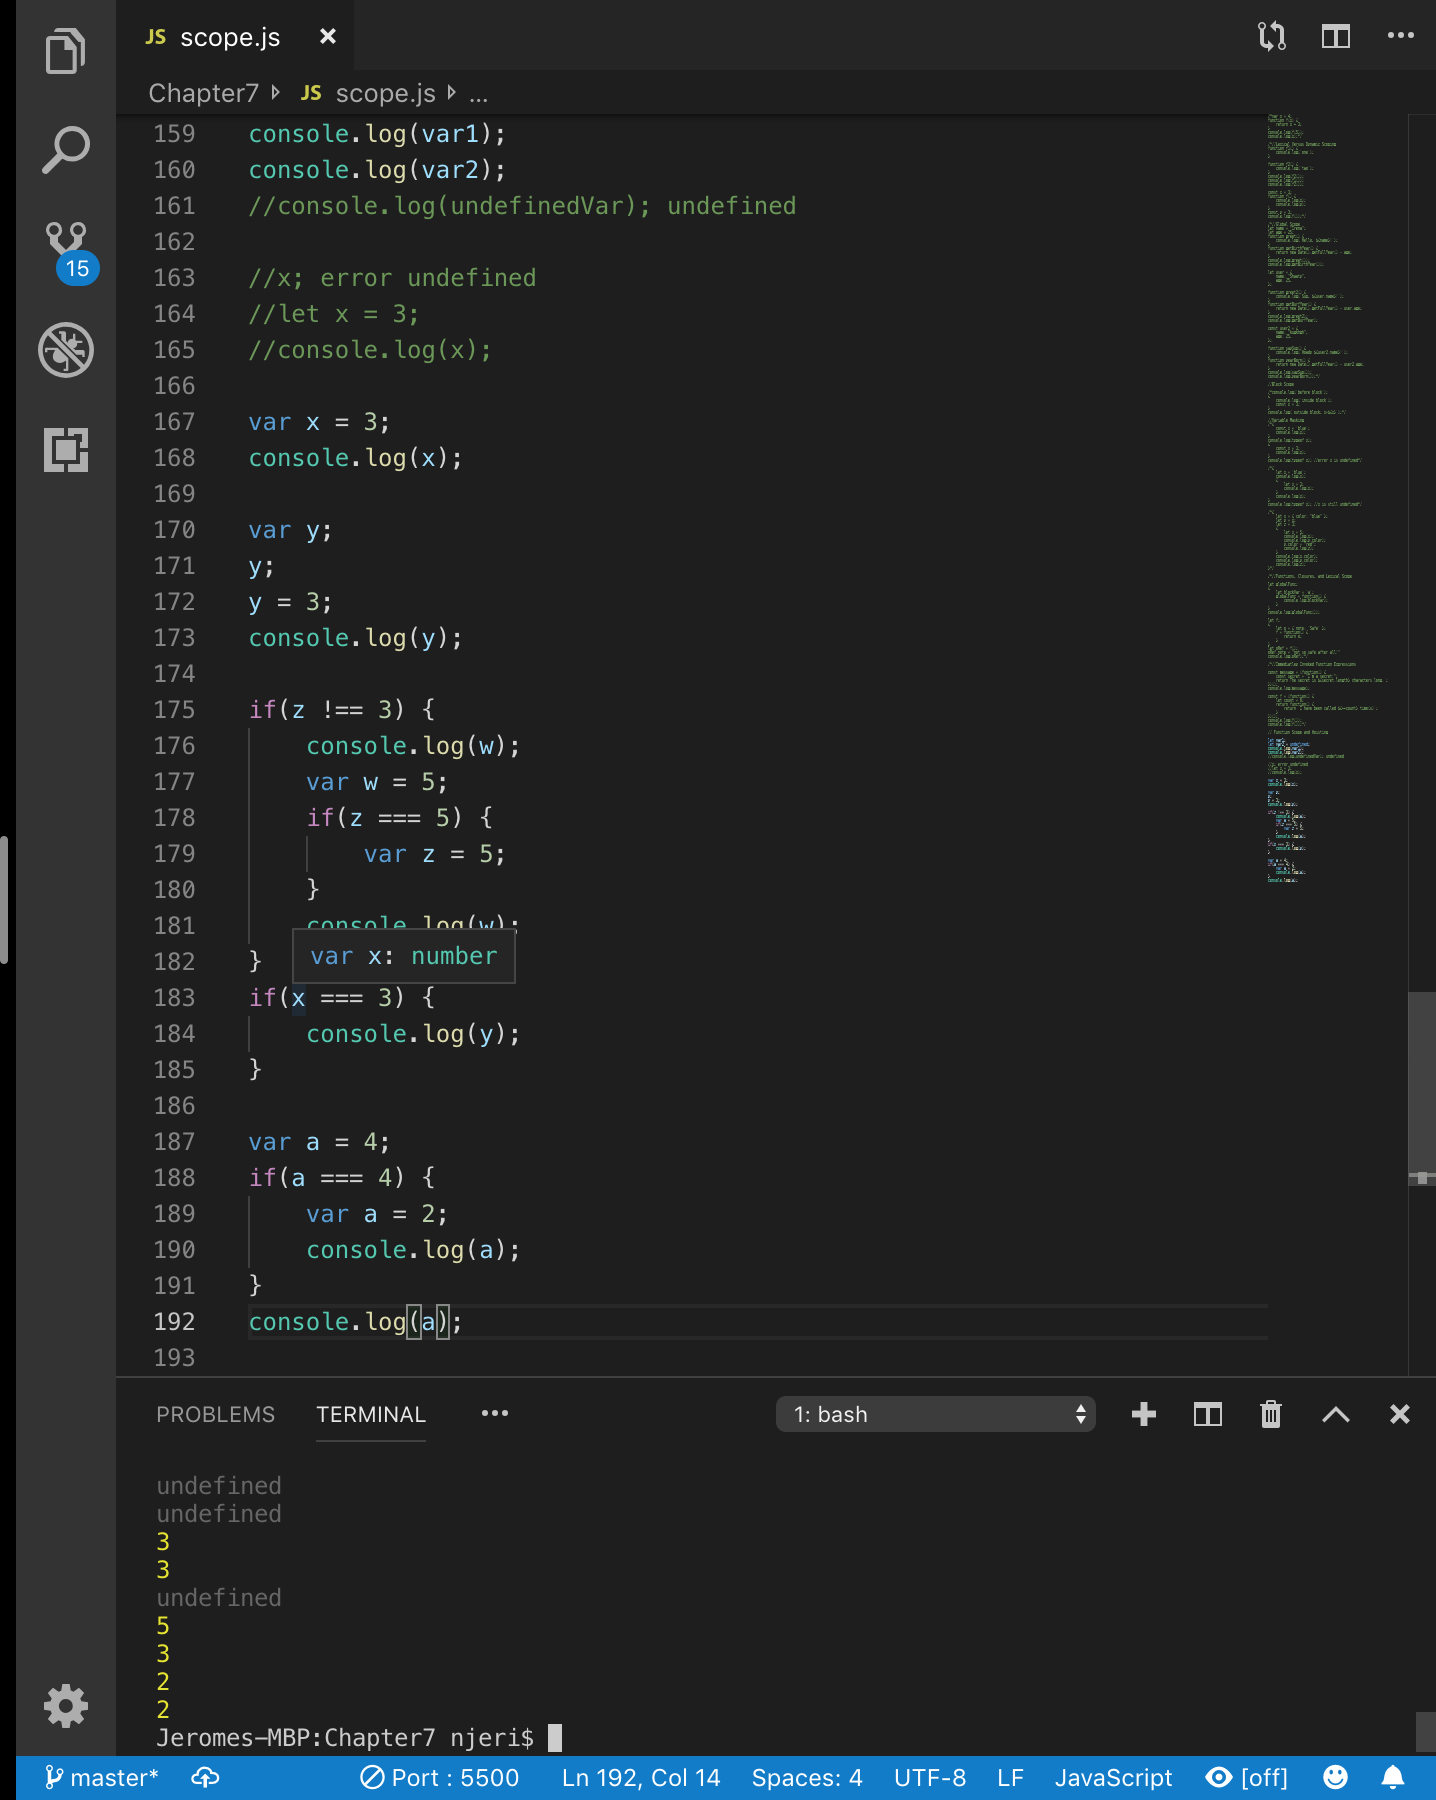 JS scope.js ×
Chapter7 JS scope.js ...
159 console.log(var1);
160 console.log(var2);
161 //console.log(undefinedVar); undefined
162
163 //x; error undefined
164 //let x = 3;
165 //console.log(x);
166
167 var x = 3;
168 console.log(x);
169
170 var y;
171 y;
172 y = 3;
173 console.log(y);
174
175 if(z !== 3) {
176 console.log(w);
177 var w = 5;
178 if(z === 5) {
179 var z = 5;
180 }
181 console.log(w);
var x: number
182 }
183 if(x === 3) {
184 console.log(y);
185 }
186
187 var a = 4;
188 if(a === 4) {
189 var a = 2;
190 console.log(a);
191 }
192 console.log(a);
193
15
PROBLEMS TERMINAL ... 1: bash
undefined
undefined
3
3
undefined
5
3
2
2
Jeromes-MBP:Chapter7 njeri$
master* Port : 5500 Ln 192, Col 14 Spaces: 4 UTF-8 LF JavaScript [off]